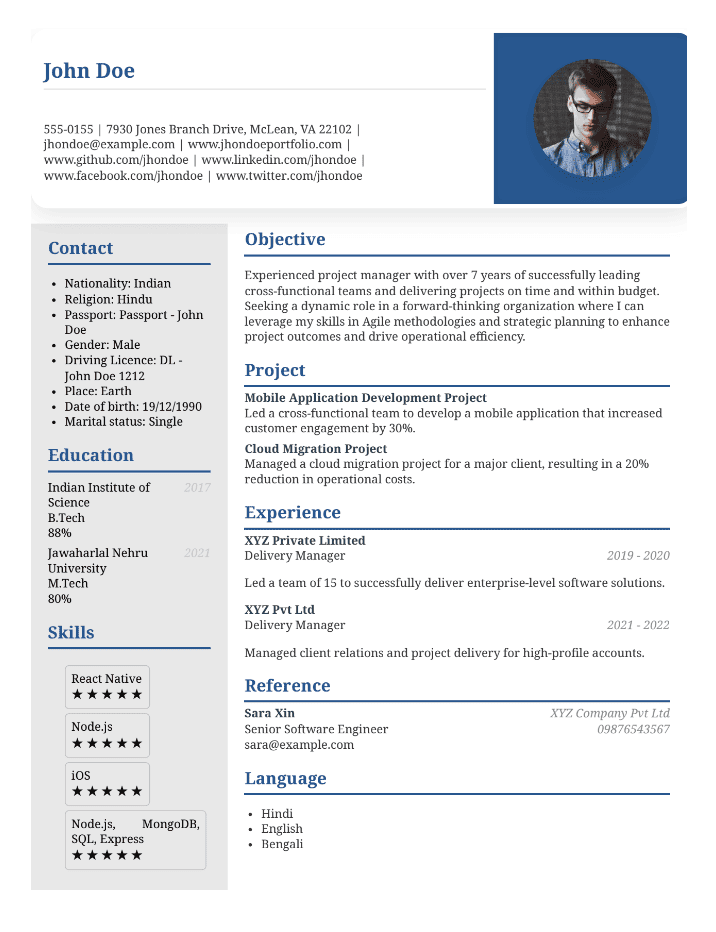 John Doe
555-0155 | 7930 Jones Branch Drive, McLean, VA 22102 |
jhondoe@example.com | www.jhondoeportfolio.com |
www.github.com/jhondoe | www.linkedin.com/jhondoe |
www.facebook.com/jhondoe | www.twitter.com/jhondoe
Contact
• Nationality: Indian
• Religion: Hindu
• Passport: Passport - John
Doe
• Gender: Male
• Driving Licence: DL -
John Doe 1212
• Place: Earth
• Date of birth: 19/12/1990
• Marital status: Single
Education
Indian Institute of 2017
Science
B.Tech
88%
Jawaharlal Nehru 2021
University
M.Tech
80%
Skills
React Native
★★★★★
Node.js
★★★★★
iOS
★★★★★
Node.js, MongoDB,
SQL, Express
★★★★★
Objective
Experienced project manager with over 7 years of successfully leading
cross-functional teams and delivering projects on time and within budget.
Seeking a dynamic role in a forward-thinking organization where I can
leverage my skills in Agile methodologies and strategic planning to enhance
project outcomes and drive operational efficiency.
Project
Mobile Application Development Project
Led a cross-functional team to develop a mobile application that increased
customer engagement by 30%.
Cloud Migration Project
Managed a cloud migration project for a major client, resulting in a 20%
reduction in operational costs.
Experience
XYZ Private Limited
Delivery Manager 2019 - 2020
Led a team of 15 to successfully deliver enterprise-level software solutions.
XYZ Pvt Ltd
Delivery Manager 2021 - 2022
Managed client relations and project delivery for high-profile accounts.
Reference
Sara Xin XYZ Company Pvt Ltd
Senior Software Engineer 09876543567
sara@example.com
Language
• Hindi
• English
• Bengali